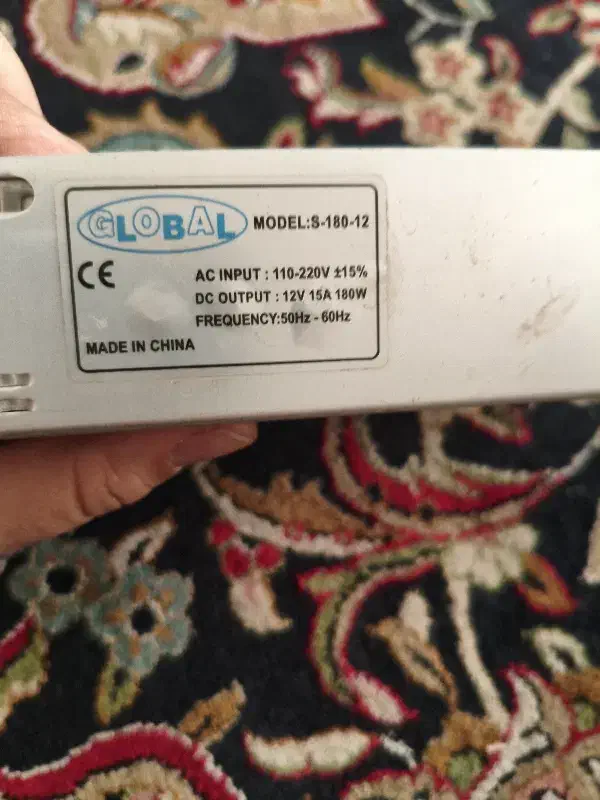 GLOBAL MODEL:S-180-12
CE AC INPUT : 110-220V ±15%
DC OUTPUT : 12V 15A 180W
FREQUENCY:50Hz - 60Hz
MADE IN CHINA